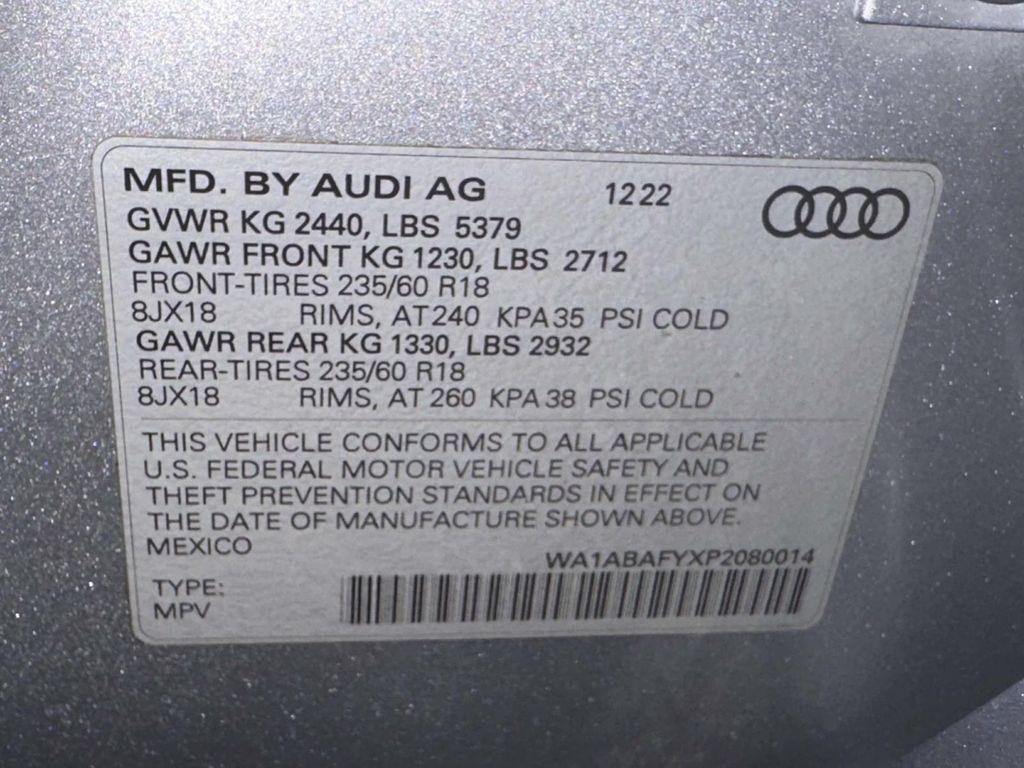 MFD. BY AUDI AG 1222
GVWR KG 2440, LBS 5379
GAWR FRONT KG 1230, LBS 2712
FRONT-TIRES 235/60 R18
8JX18 RIMS, AT 240 KPA 35 PSI COLD
GAWR REAR KG 1330, LBS 2932
REAR-TIRES 235/60 R18
8JX18 RIMS, AT 260 KPA 38 PSI COLD
THIS VEHICLE CONFORMS TO ALL APPLICABLE
U.S. FEDERAL MOTOR VEHICLE SAFETY AND
THEFT PREVENTION STANDARDS IN EFFECT ON
THE DATE OF MANUFACTURE SHOWN ABOVE.
MEXICO
WA1ABAFYXP2080014
TYPE:
MPV